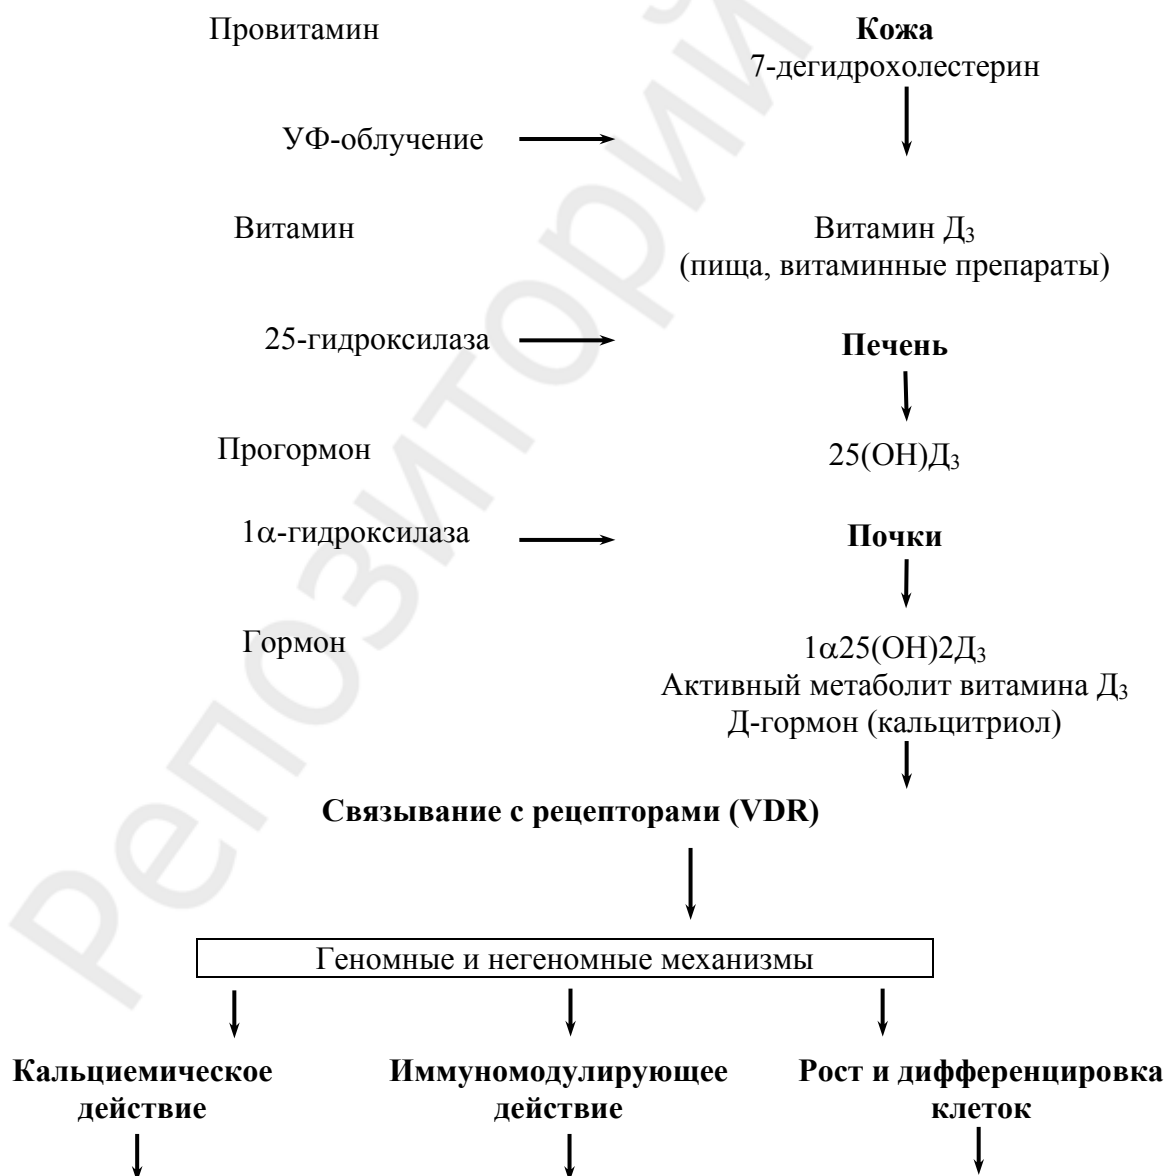 Провитамин
Кожа
7-дегидрохолестерин
УФ-облучение
Витамин
Витамин Д₃
(пища, витаминные препараты)
25-гидроксилаза
Печень
Прогормон
25(ОН)Д₃
1α-гидроксилаза
Почки
Гормон
1α25(ОН)2Д₃
Активный метаболит витамина Д₃
Д-гормон (кальцитриол)
Связывание с рецепторами (VDR)
Геномные и негеномные механизмы
Кальциемическое
действие
Иммуномодулирующее
действие
Рост и дифференцировка
клеток
Репозиторий